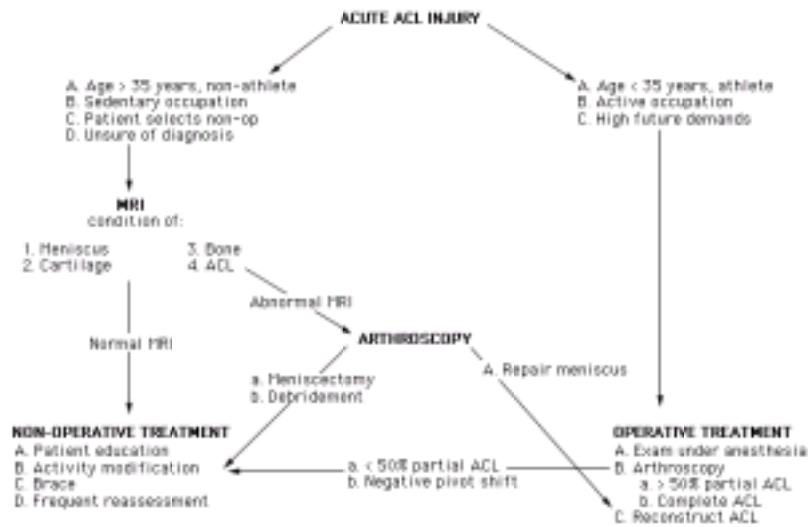 ACUTE ACL INJURY
A. Age > 35 years, non-athlete
B. Sedentary occupation
C. Patient selects non-op
D. Unsure of diagnosis
A. Age < 35 years, athlete
B. Active occupation
C. High future demands
MRI
condition of:
1. Meniscus
2. Cartilage
3. Bone
4. ACL
Abnormal MRI
Normal MRI
ARTHROSCOPY
a. Meniscectomy
b. Debridement
A. Repair meniscus
NON-OPERATIVE TREATMENT
A. Patient education
B. Activity modification
C. Brace
D. Frequent reassessment
a. < 50% partial ACL
b. Negative pivot shift
OPERATIVE TREATMENT
A. Exam under anesthesia
B. Arthroscopy
a. > 50% partial ACL
b. Complete ACL
C. Reconstruct ACL